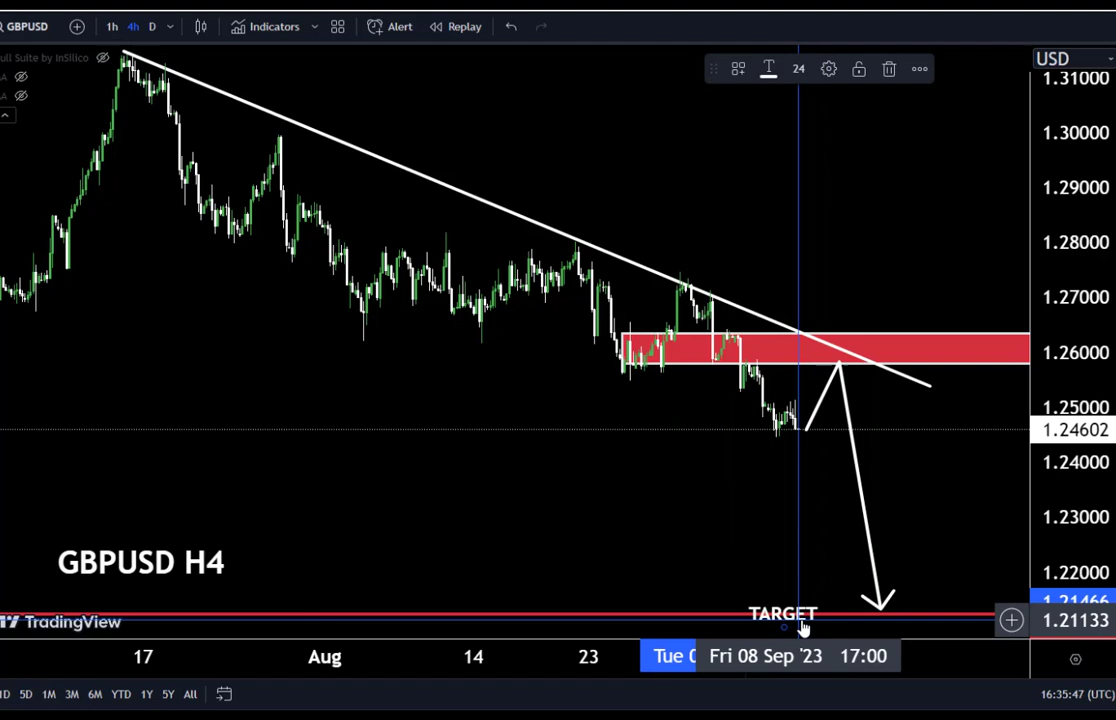 GBPUSD 1h 4h D Indicators Alert Replay
USD
ull Suite by InSilico
A
A
T 24
1.31000
1.30000
1.29000
1.28000
1.27000
1.26000
1.25000
1.24602
1.24000
1.23000
1.22000
1.21466
1.21133
GBPUSD H4
TARGET
TradingView
17 Aug 14 23 Tue 0 Fri 08 Sep '23 17:00
1D 5D 1M 3M 6M YTD 1Y 5Y All 16:35:47 (UTC)